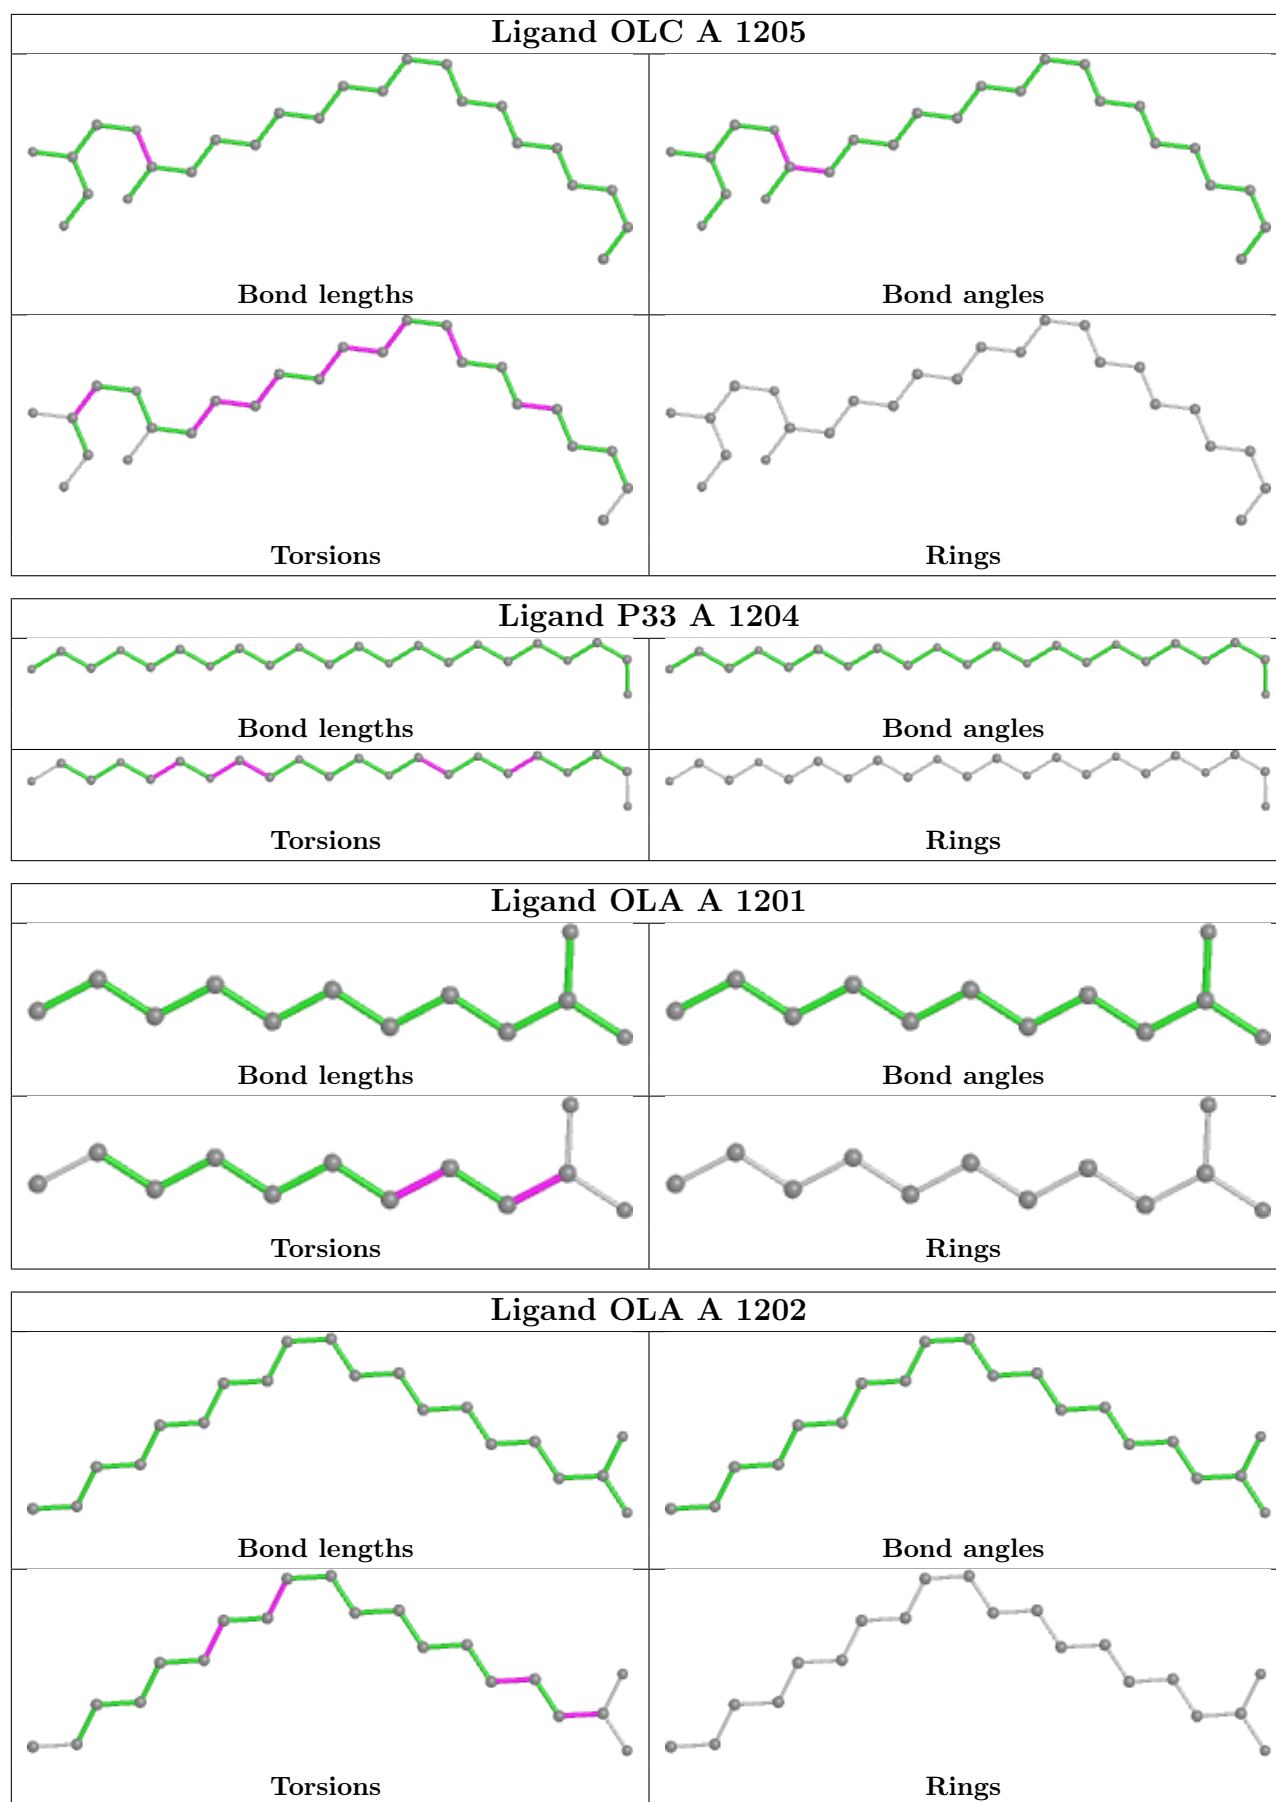 Ligand OLC A 1205
Bond lengths
Bond angles
Torsions
Rings
Ligand P33 A 1204
Bond lengths
Bond angles
Torsions
Rings
Ligand OLA A 1201
Bond lengths
Bond angles
Torsions
Rings
Ligand OLA A 1202
Bond lengths
Bond angles
Torsions
Rings